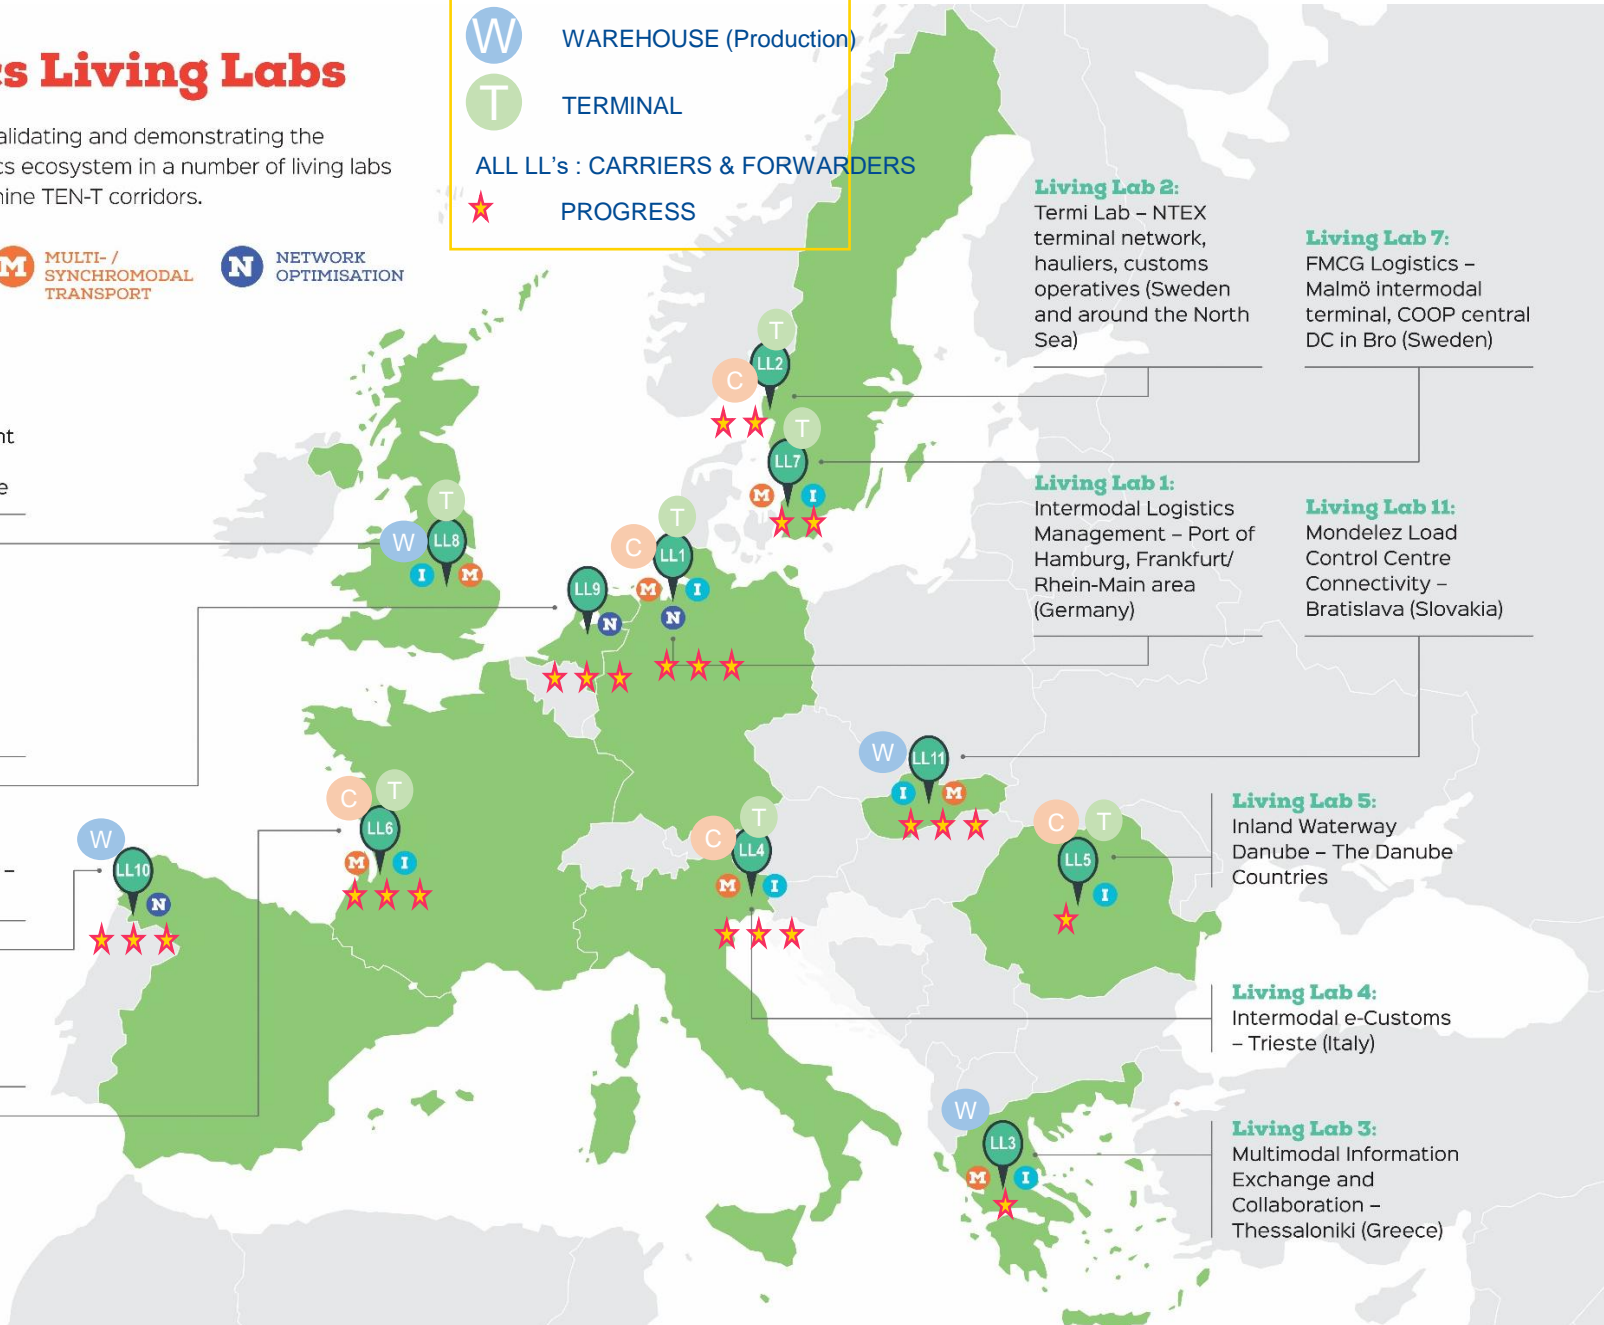 W WAREHOUSE (Production)
T TERMINAL
ALL LL's : CARRIERS & FORWARDERS
PROGRESS
Living Labs
and demonstrating the
ecosystem in a number of living labs
TEN-T corridors.
M MULTI- /
SYNCHROMODAL
TRANSPORT
N NETWORK
OPTIMISATION
Living Lab 2:
Termi Lab – NTEX
terminal network,
hauliers, customs
operatives (Sweden
and around the North
Sea)
Living Lab 7:
FMCG Logistics –
Malmö intermodal
terminal, COOP central
DC in Bro (Sweden)
Living Lab 1:
Intermodal Logistics
Management – Port of
Hamburg, Frankfurt/
Rhein-Main area
(Germany)
Living Lab 11:
Mondelez Load
Control Centre
Connectivity –
Bratislava (Slovakia)
Living Lab 5:
Inland Waterway
Danube – The Danube
Countries
Living Lab 4:
Intermodal e-Customs
– Trieste (Italy)
Living Lab 3:
Multimodal Information
Exchange and
Collaboration –
Thessaloniki (Greece)
T
LL2
C
T
LL7
M I
T
W LL8
I M
T
C LL1
M I
N
LL9
N
W LL11
I M
C T
LL6
M I
W
LL10
N
T
C LL4
M I
C T
LL5
I
W
LL3
M I